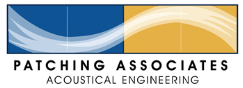 PATCHING ASSOCIATES
ACOUSTICAL ENGINEERING